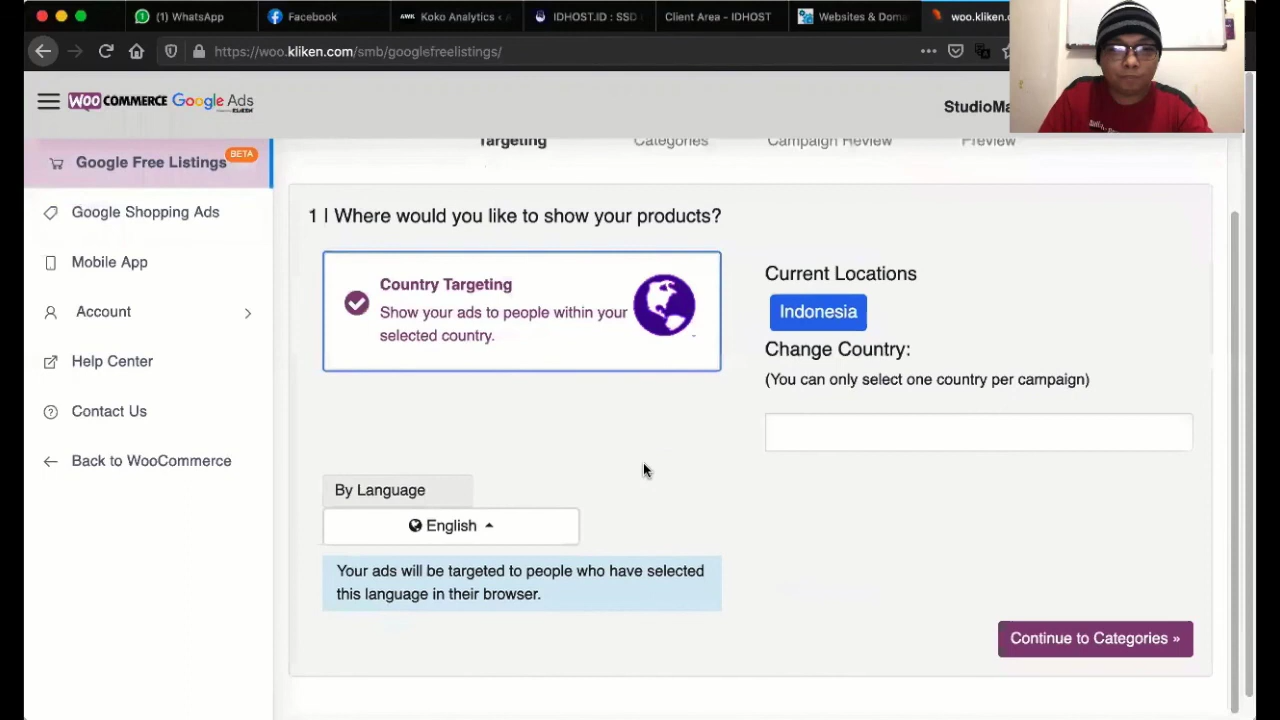 (1) WhatsApp
Facebook
AWK Koko Analytics
IDHOST.ID : SSD
Client Area - IDHOST
Websites & Doma
woo.kliken.co
https://woo.kliken.com/smb/googlefreelistings/
WOO COMMERCE Google Ads
StudioMa
Google Free Listings BETA
Google Shopping Ads
Mobile App
Account
Help Center
Contact Us
Back to WooCommerce
Targeting Categories Campaign Review Preview
1 | Where would you like to show your products?
Country Targeting
Show your ads to people within your
selected country.
Current Locations
Indonesia
Change Country:
(You can only select one country per campaign)
By Language
English
Your ads will be targeted to people who have selected
this language in their browser.
Continue to Categories »